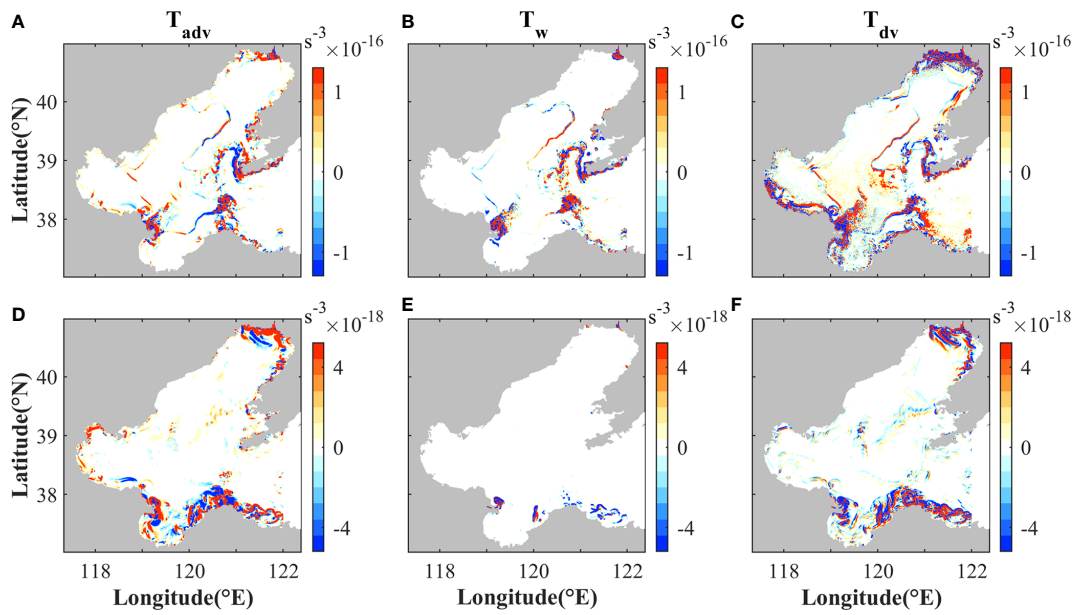 A T_adv B T_w C T_dv
s^-3 ×10^-16 s^-3 ×10^-16 s^-3 ×10^-16
Latitude(°N) 40 39 38 1 0 -1 1 0 -1 1 0 -1
D E F
s^-3 ×10^-18 s^-3 ×10^-18 s^-3 ×10^-18
Latitude(°N) 40 39 38 4 0 -4 4 0 -4 4 0 -4
118 120 122 118 120 122 118 120 122
Longitude(°E) Longitude(°E) Longitude(°E)